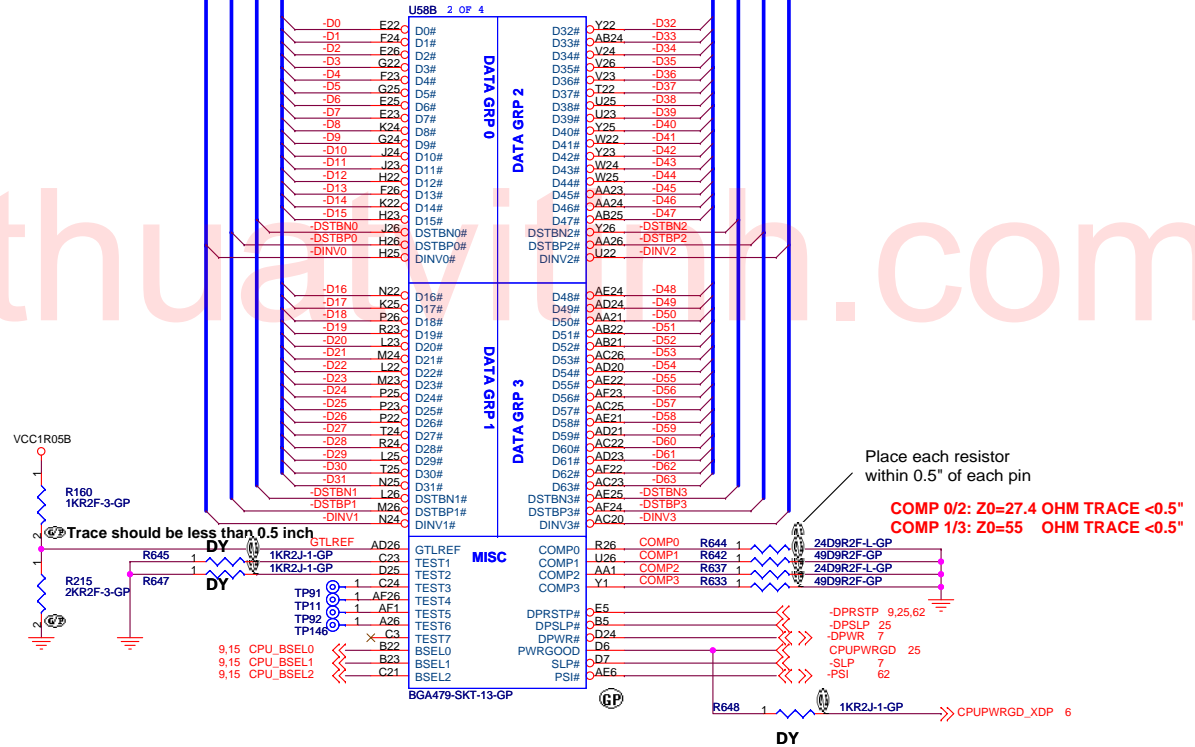 U58B 2 OF 4
-D0 E22 D0# D32# Y22 -D32
-D1 F24 D1# D33# AB24 -D33
-D2 E26 D2# D34# V24 -D34
-D3 G22 D3# D35# V26 -D35
-D4 F23 D4# D36# V23 -D36
-D5 G25 D5# D37# T22 -D37
-D6 E25 D6# D38# U25 -D38
-D7 E23 D7# D39# U23 -D39
-D8 K24 D8# D40# Y25 -D40
-D9 G24 D9# D41# W22 -D41
-D10 J24 D10# D42# Y23 -D42
-D11 J23 D11# D43# W24 -D43
-D12 H22 D12# D44# W25 -D44
-D13 F26 D13# D45# AA23 -D45
-D14 K22 D14# D46# AA24 -D46
-D15 H23 D15# D47# AB25 -D47
-DSTBN0 J26 DSTBN0# DSTBN2# Y26 -DSTBN2
-DSTBP0 H26 DSTBP0# DSTBP2# AA26 -DSTBP2
-DINV0 H25 DINV0# DINV2# U22 -DINV2
DATA GRP 0
DATA GRP 2
thuatvitinh.com
-D16 N22 D16# D48# AE24 -D48
-D17 K25 D17# D49# AD24 -D49
-D18 P26 D18# D50# AA21 -D50
-D19 R23 D19# D51# AB22 -D51
-D20 L23 D20# D52# AB21 -D52
-D21 M24 D21# D53# AC26 -D53
-D22 L22 D22# D54# AD20 -D54
-D23 M23 D23# D55# AE22 -D55
-D24 P25 D24# D56# AF23 -D56
-D25 P23 D25# D57# AC25 -D57
-D26 P22 D26# D58# AE21 -D58
-D27 T24 D27# D59# AD21 -D59
-D28 R24 D28# D60# AC22 -D60
-D29 L25 D29# D61# AD23 -D61
-D30 T25 D30# D62# AF22 -D62
-D31 N25 D31# D63# AC23 -D63
-DSTBN1 L26 DSTBN1# DSTBN3# AE25 -DSTBN3
-DSTBP1 M26 DSTBP1# DSTBP3# AF24 -DSTBP3
-DINV1 N24 DINV1# DINV3# AC20 -DINV3
DATA GRP 1
DATA GRP 3
VCC1R05B
1
R160
1KR2F-3-GP
2
Trace should be less than 0.5 inch
1
R215
2KR2F-3-GP
2
Place each resistor
within 0.5" of each pin
COMP 0/2: Z0=27.4 OHM TRACE <0.5"
COMP 1/3: Z0=55 OHM TRACE <0.5"
MISC
GTLREF AD26 GTLREF COMP0 R26 COMP0 R644 1 24D9R2F-L-GP
R645 1 DY 1KR2J-1-GP C23 TEST1 COMP1 U26 COMP1 R642 1 49D9R2F-GP
R647 1 DY 1KR2J-1-GP D25 TEST2 COMP2 AA1 COMP2 R637 1 24D9R2F-L-GP
TP91 1 C24 TEST3 COMP3 Y1 COMP3 R633 1 49D9R2F-GP
TP11 1 AF26 TEST4
TP92 1 AF1 TEST5 DPRSTP# E5 -DPRSTP 9,25,62
TP146 1 A26 TEST6 DPSLP# B5 -DPSLP 25
C3 TEST7 DPWR# D24 -DPWR 7
9,15 CPU_BSEL0 B22 BSEL0 PWRGOOD D6 CPUPWRGD 25
9,15 CPU_BSEL1 B23 BSEL1 SLP# D7 -SLP 7
9,15 CPU_BSEL2 C21 BSEL2 PSI# AE6 -PSI 62
BGA479-SKT-13-GP
GP
R648 1 1KR2J-1-GP CPUPWRGD_XDP 6
DY